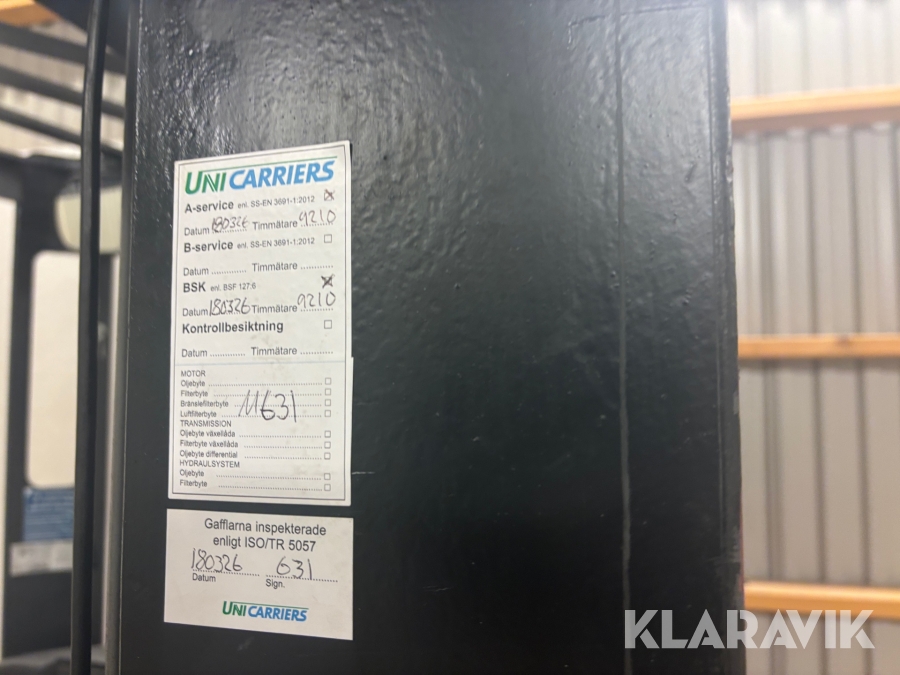 UNICARRIERS
A-service enl. SS-EN 3691-1:2012 ☒
Datum 180326 Timmätare 9210
B-service enl. SS-EN 3691-1:2012 ☐
Datum ............ Timmätare ...........
BSK enl. BSF 127:6 ☒
Datum 180326 Timmätare 9210
Kontrollbesiktning ☐
Datum ............ Timmätare ...........
MOTOR
Oljebyte ☐
Filterbyte ☐
Bränslefilterbyte ☐
Luftfilterbyte ☐
M631
TRANSMISSION
Oljebyte växellåda ☐
Filterbyte växellåda ☐
Oljebyte differential ☐
HYDRAULSYSTEM
Oljebyte ☐
Filterbyte ☐
Gafflarna inspekterade
enligt ISO/TR 5057
180326 631
Datum Sign.
UNICARRIERS
KLARAVIK